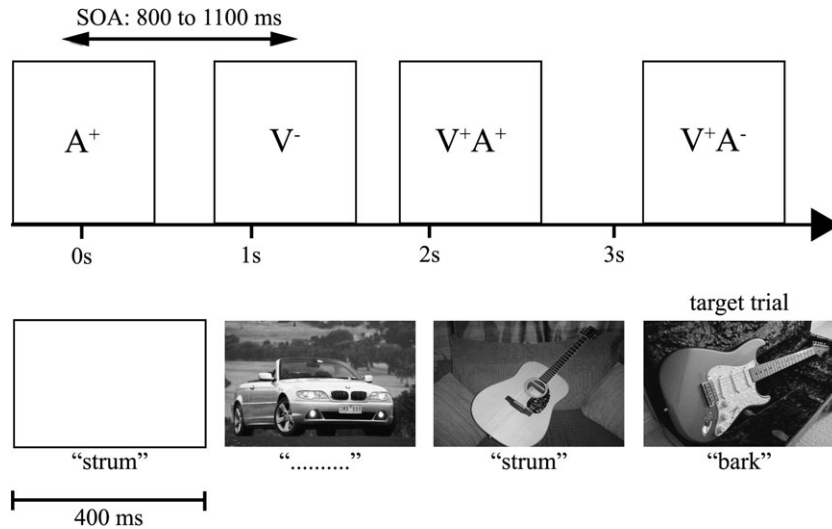 SOA: 800 to 1100 ms
A⁺ V⁻ V⁺A⁺ V⁺A⁻
0s 1s 2s 3s
target trial
“strum” “..........” “strum” “bark”
400 ms